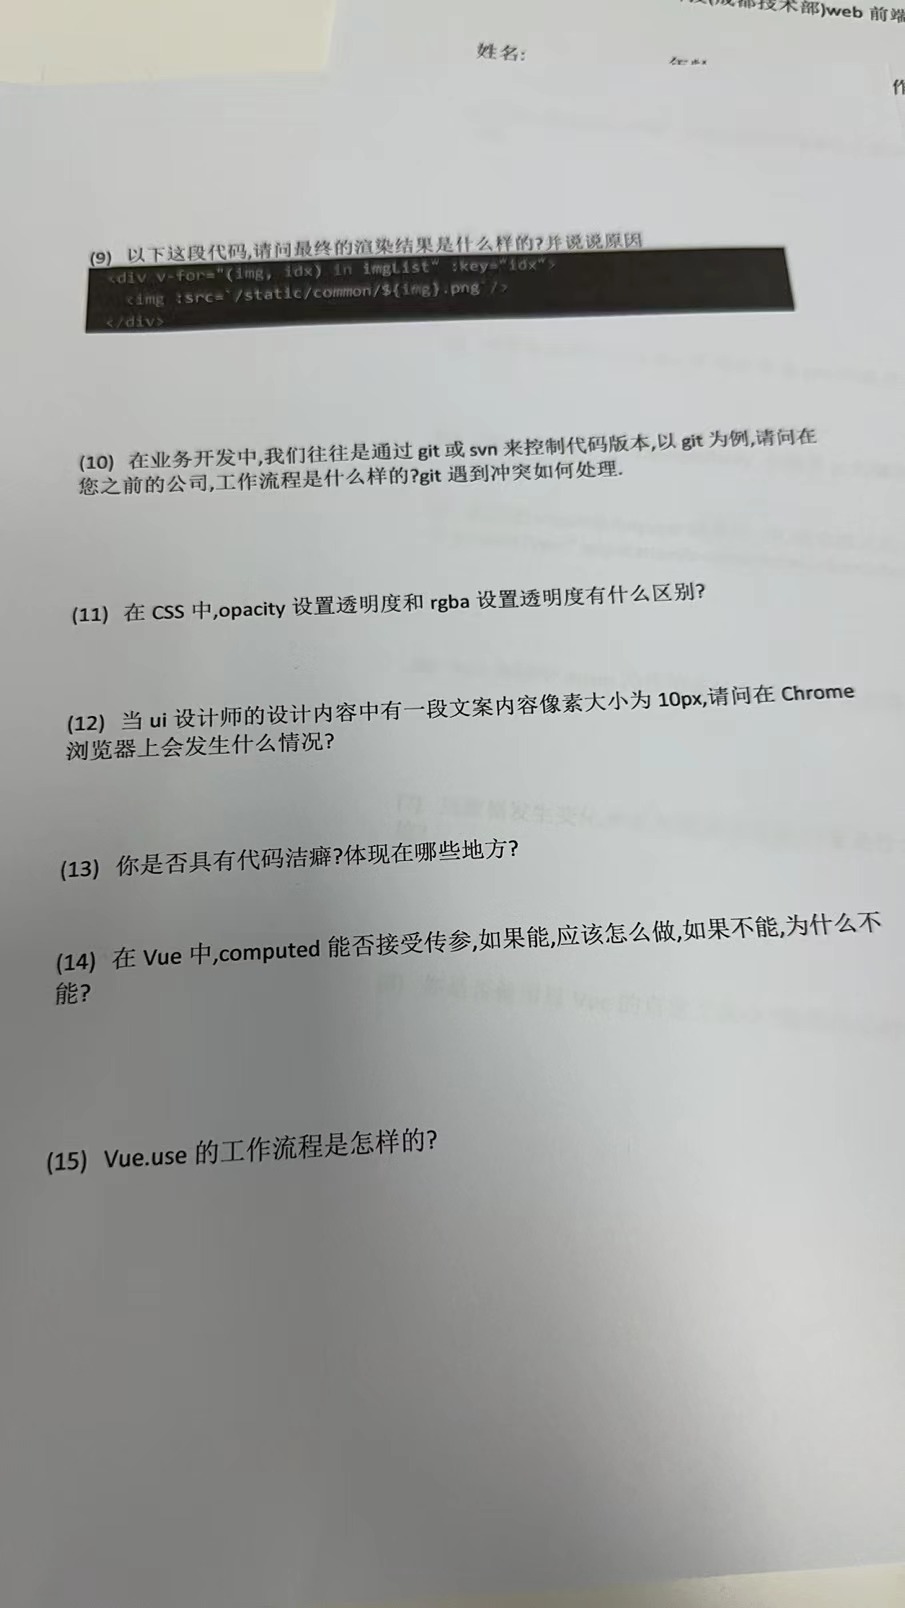 (成都技术部)web 前端
姓名:
作
(9) 以下这段代码,请问最终的渲染结果是什么样的?并说说原因
<div v-for="(img, idx) in imgList" :key="idx">
<img :src=`/static/common/${img}.png`/>
</div>
(10) 在业务开发中,我们往往是通过 git 或 svn 来控制代码版本,以 git 为例,请问在
您之前的公司,工作流程是什么样的?git 遇到冲突如何处理.
(11) 在 CSS 中,opacity 设置透明度和 rgba 设置透明度有什么区别?
(12) 当 ui 设计师的设计内容中有一段文案内容像素大小为 10px,请问在 Chrome
浏览器上会发生什么情况?
(13) 你是否具有代码洁癖?体现在哪些地方?
(14) 在 Vue 中,computed 能否接受传参,如果能,应该怎么做,如果不能,为什么不
能?
(15) Vue.use 的工作流程是怎样的?